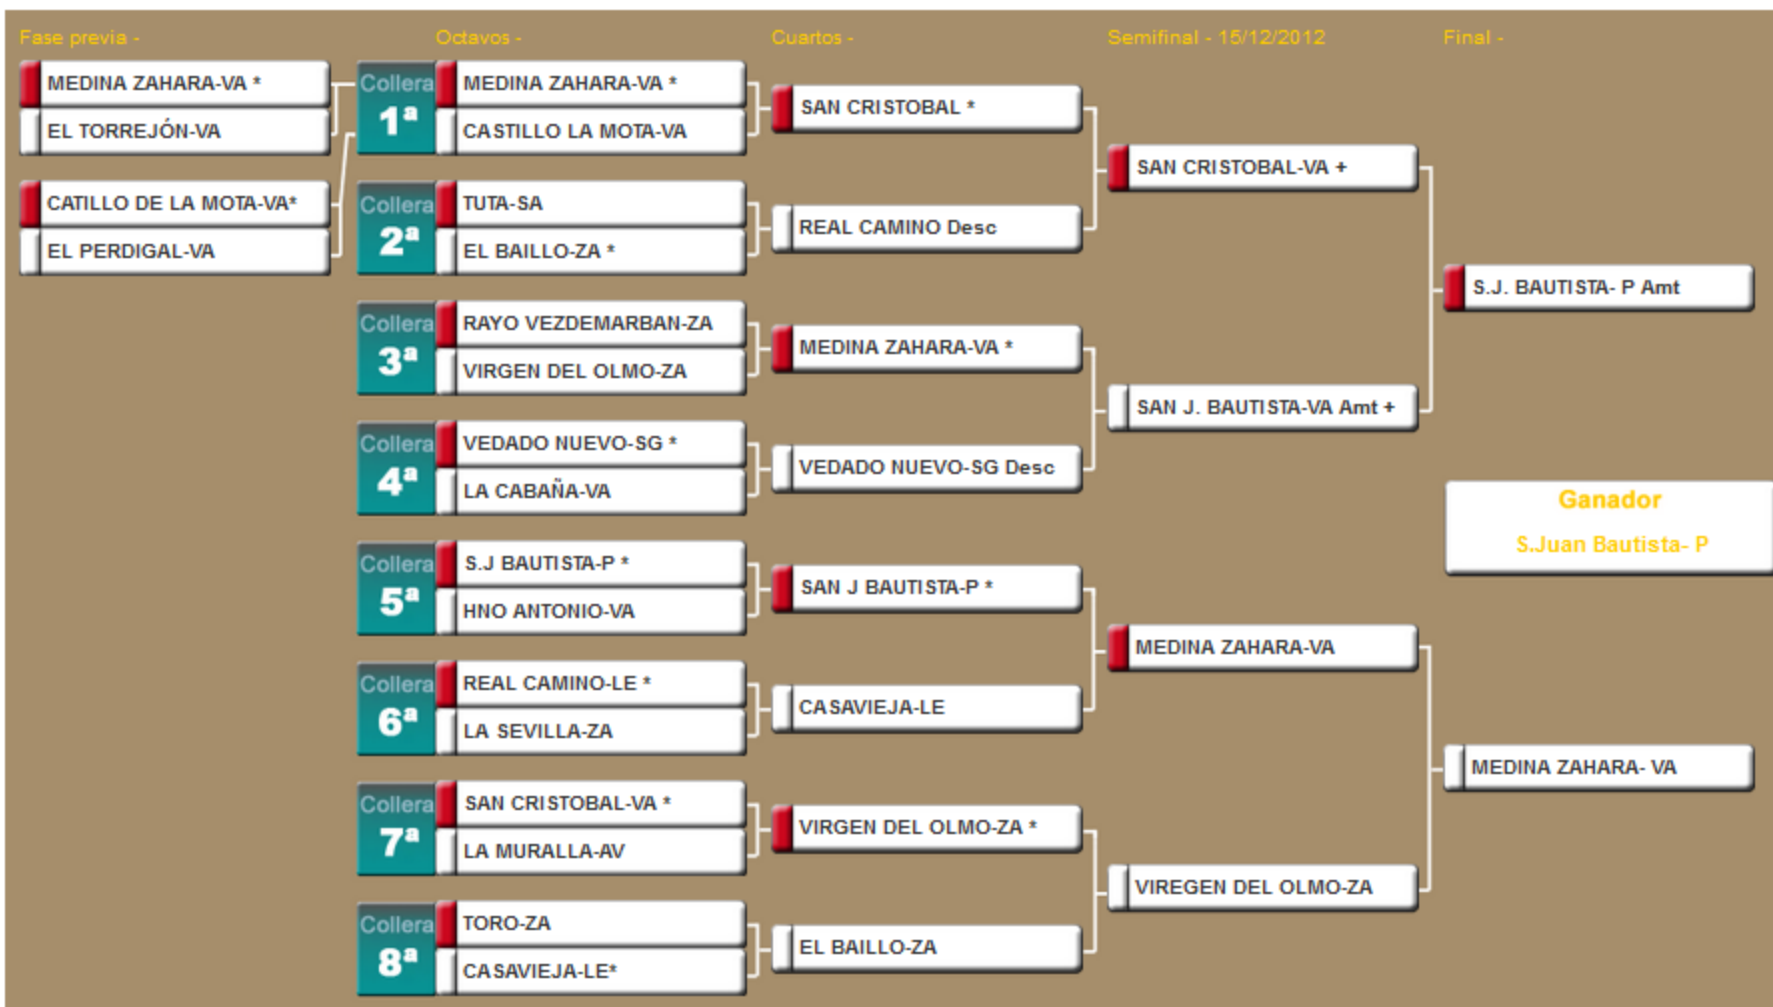 Fase previa -
Octavos -
Cuartos -
Semifinal - 15/12/2012
Final -
MEDINA ZAHARA-VA *
EL TORREJÓN-VA
CATILLO DE LA MOTA-VA*
EL PERDIGAL-VA
Collera
1ª
MEDINA ZAHARA-VA *
CASTILLO LA MOTA-VA
Collera
2ª
TUTA-SA
EL BAILLO-ZA *
Collera
3ª
RAYO VEZDEMARBAN-ZA
VIRGEN DEL OLMO-ZA
Collera
4ª
VEDADO NUEVO-SG *
LA CABAÑA-VA
Collera
5ª
S.J BAUTISTA-P *
HNO ANTONIO-VA
Collera
6ª
REAL CAMINO-LE *
LA SEVILLA-ZA
Collera
7ª
SAN CRISTOBAL-VA *
LA MURALLA-AV
Collera
8ª
TORO-ZA
CASAVIEJA-LE*
SAN CRISTOBAL *
REAL CAMINO Desc
MEDINA ZAHARA-VA *
VEDADO NUEVO-SG Desc
SAN J BAUTISTA-P *
CASAVIEJA-LE
VIRGEN DEL OLMO-ZA *
EL BAILLO-ZA
SAN CRISTOBAL-VA +
SAN J. BAUTISTA-VA Amt +
MEDINA ZAHARA-VA
VIREGEN DEL OLMO-ZA
S.J. BAUTISTA- P Amt
MEDINA ZAHARA- VA
Ganador
S.Juan Bautista- P